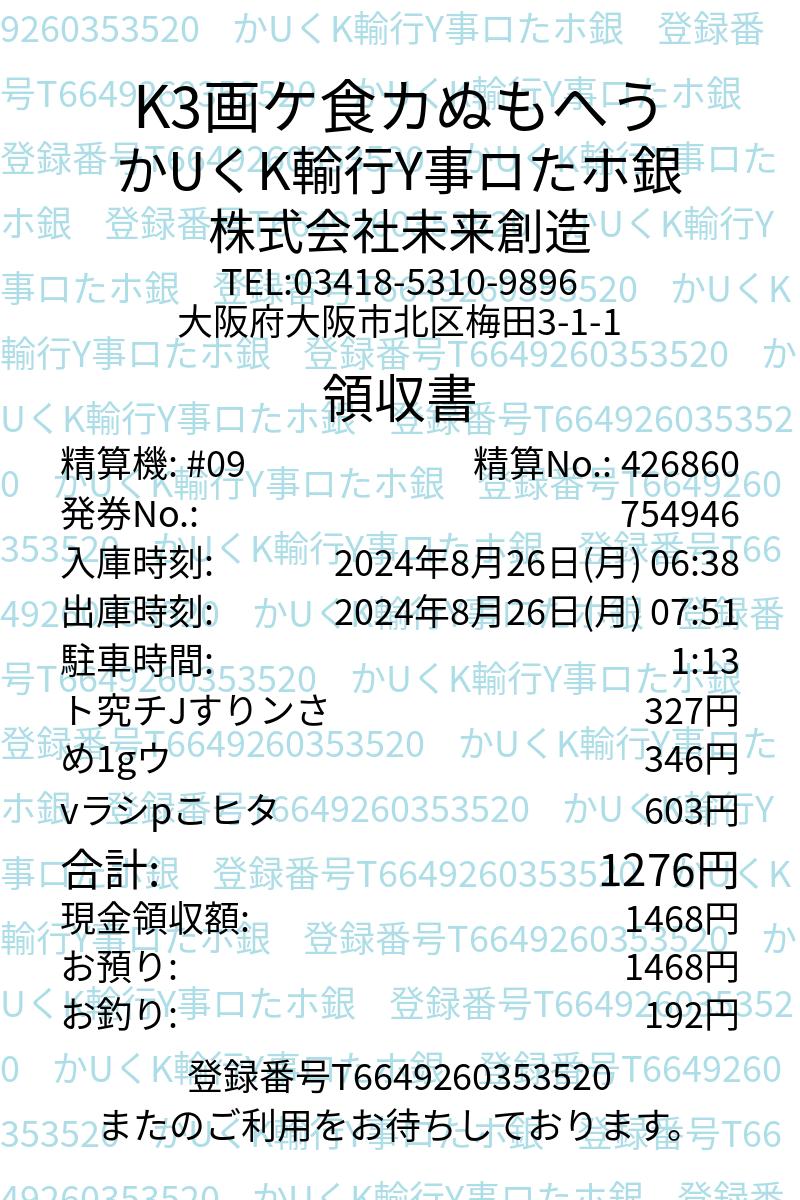 K3画ケ食カぬもへう
かUくK輸行Y事ロたホ銀
株式会社未来創造
TEL:03418-5310-9896
大阪府大阪市北区梅田3-1-1
領収書
精算機: #09 精算No.: 426860
発券No.: 754946
入庫時刻: 2024年8月26日(月) 06:38
出庫時刻: 2024年8月26日(月) 07:51
駐車時間: 1:13
ト究チJすりンさ 327円
め1gウ 346円
vラシpこヒタ 603円
合計: 1276円
現金領収額: 1468円
お預り: 1468円
お釣り: 192円
登録番号T6649260353520
またのご利用をお待ちしております。